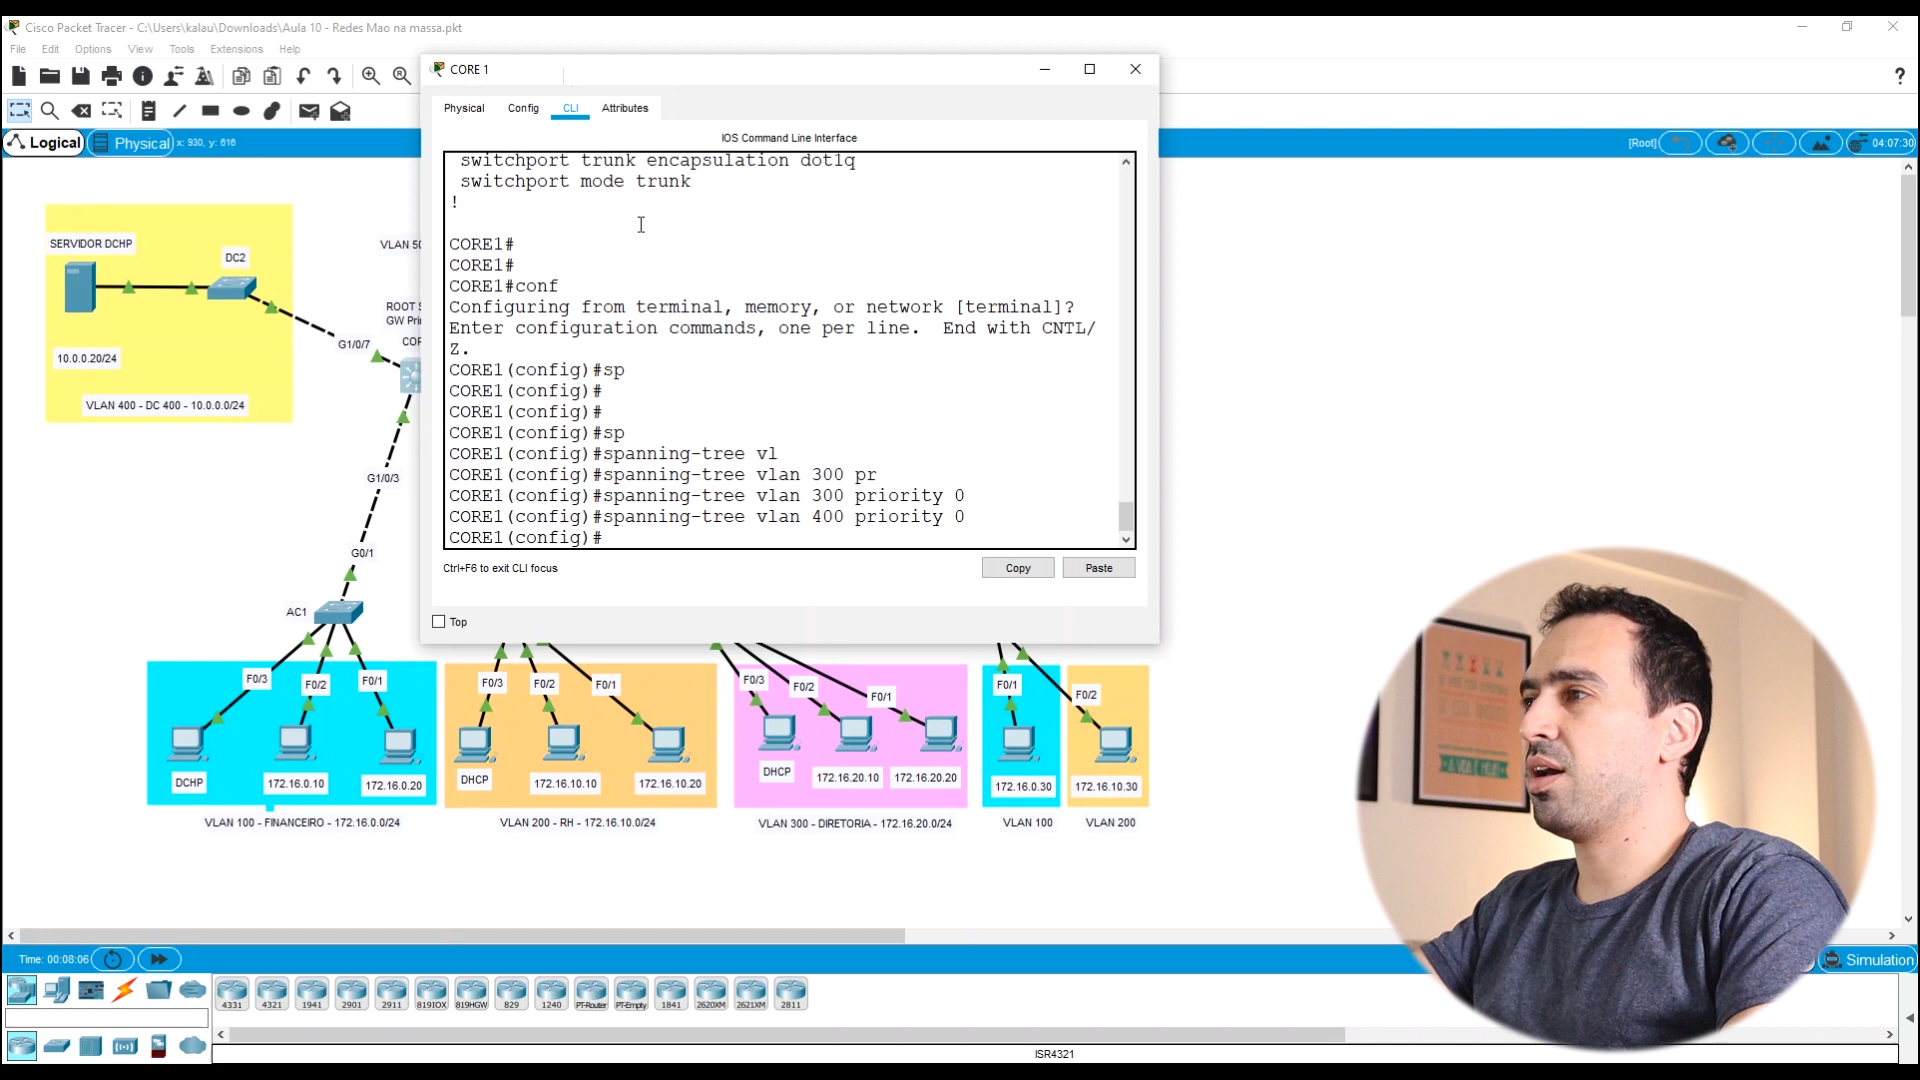 Cisco Packet Tracer - C:\Users\kalau\Downloads\Aula 10 - Redes Mao na massa.pkt
File Edit Options View Tools Extensions Help
Logical
Physical
x: 930, y: 616
[Root]
04:07:30
CORE 1
Physical Config CLI Attributes
IOS Command Line Interface
switchport trunk encapsulation dot1q
switchport mode trunk
!
CORE1#
CORE1#
CORE1#conf
Configuring from terminal, memory, or network [terminal]?
Enter configuration commands, one per line.  End with CNTL/
Z.
CORE1(config)#sp
CORE1(config)#
CORE1(config)#
CORE1(config)#sp
CORE1(config)#spanning-tree vl
CORE1(config)#spanning-tree vlan 300 pr
CORE1(config)#spanning-tree vlan 300 priority 0
CORE1(config)#spanning-tree vlan 400 priority 0
CORE1(config)#
Ctrl+F6 to exit CLI focus
Copy
Paste
Top
SERVIDOR DCHP
DC2
10.0.0.20/24
VLAN 400 - DC 400 - 10.0.0.0/24
VLAN 50
ROOT S
GW Pri
COR
G1/0/7
G1/0/3
G0/1
AC1
F0/3 F0/2 F0/1
DCHP 172.16.0.10 172.16.0.20
VLAN 100 - FINANCEIRO - 172.16.0.0/24
F0/3 F0/2 F0/1
DHCP 172.16.10.10 172.16.10.20
VLAN 200 - RH - 172.16.10.0/24
F0/3 F0/2 F0/1
DHCP 172.16.20.10 172.16.20.20
VLAN 300 - DIRETORIA - 172.16.20.0/24
F0/1
172.16.0.30
VLAN 100
F0/2
172.16.10.30
VLAN 200
Time: 00:08:06
Simulation
4331 4321 1941 2901 2911 819IOX 819HGW 829 1240 PT-Router PT-Empty 1841 2620XM 2621XM 2811
ISR4321